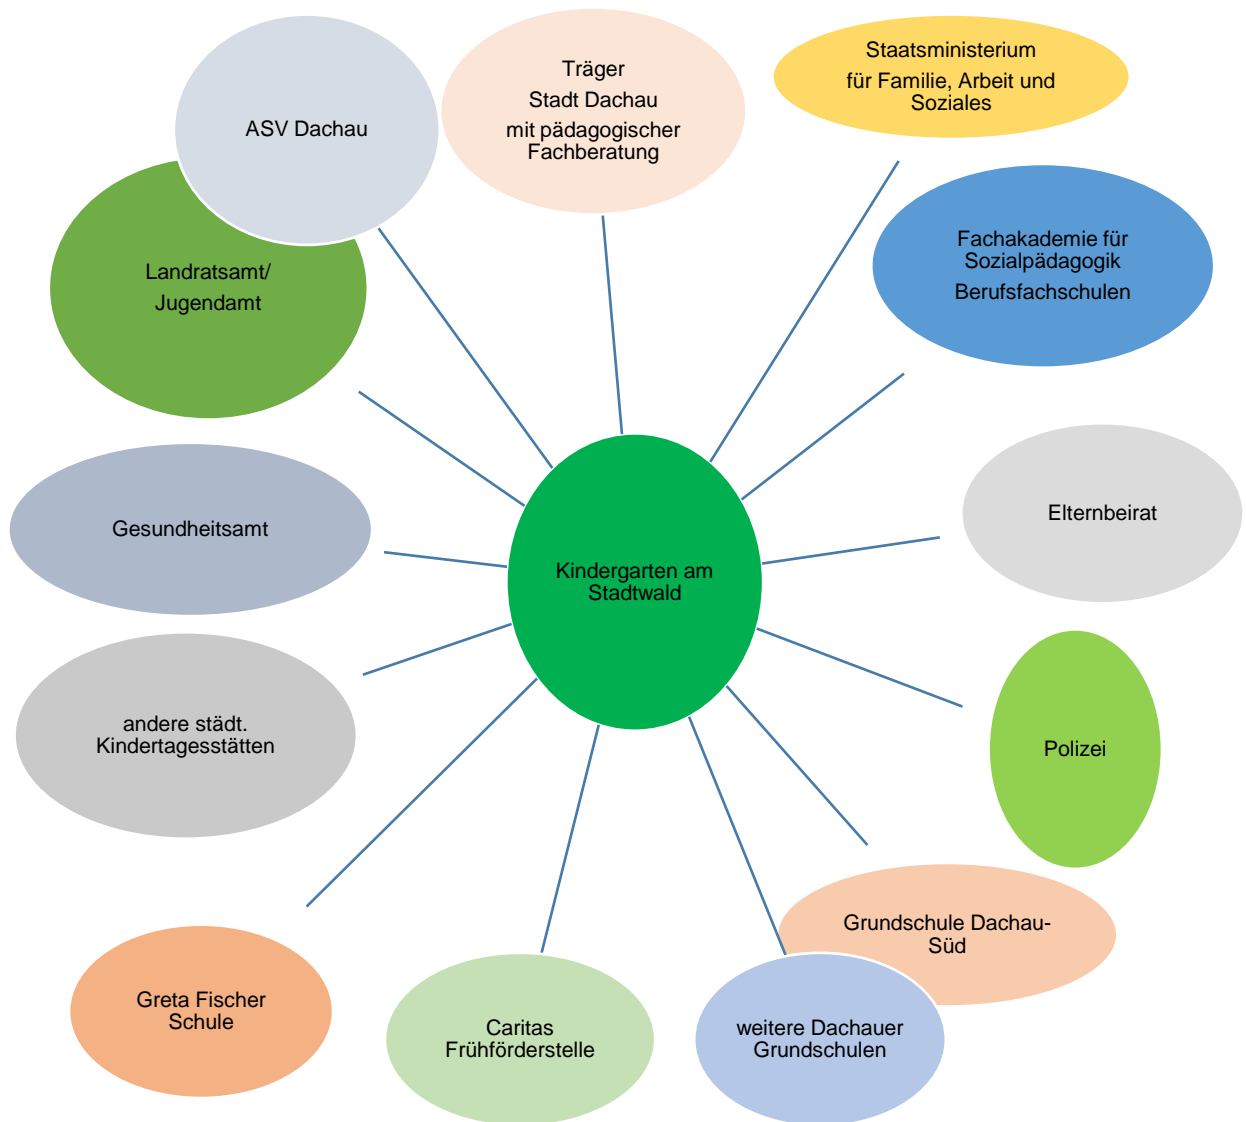 Staatsministerium
für Familie, Arbeit und
Soziales
Träger
Stadt Dachau
mit pädagogischer
Fachberatung
ASV Dachau
Fachakademie für
Sozialpädagogik
Berufsfachschulen
Landratsamt/
Jugendamt
Elternbeirat
Gesundheitsamt
Kindergarten am
Stadtwald
andere städt.
Kindertagesstätten
Polizei
Grundschule Dachau-
Süd
Greta Fischer
Schule
Caritas
Frühförderstelle
weitere Dachauer
Grundschulen